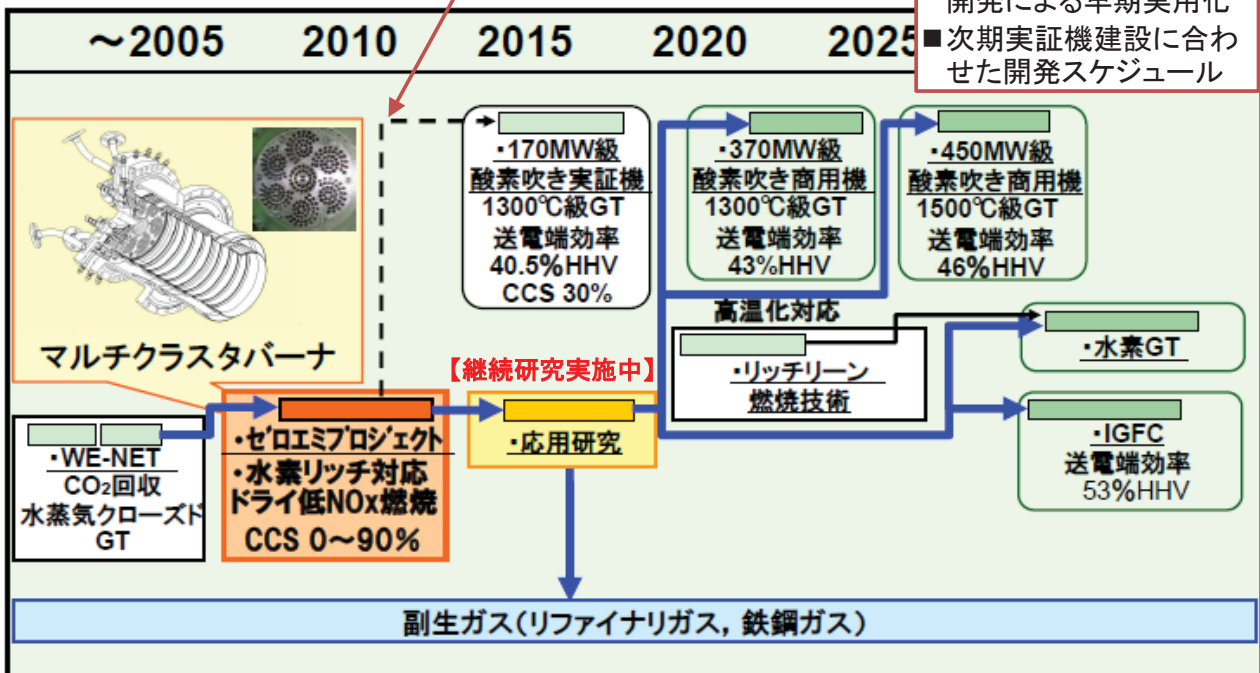 開発による早期実用化
■次期実証機建設に合わ
せた開発スケジュール
～2005 2010 2015 2020 2025
・170MW級
酸素吹き実証機
1300℃級GT
送電端効率
40.5%HHV
CCS 30%
・370MW級
酸素吹き商用機
1300℃級GT
送電端効率
43%HHV
・450MW級
酸素吹き商用機
1500℃級GT
送電端効率
46%HHV
マルチクラスタバーナ
高温化対応
・リッチリーン
燃焼技術
・水素GT
【継続研究実施中】
・WE-NET
CO₂回収
水蒸気クローズド
GT
・ゼロエミプロジェクト
・水素リッチ対応
ドライ低NOx燃焼
CCS 0～90%
・応用研究
・IGFC
送電端効率
53%HHV
副生ガス（リファイナリガス, 鉄鋼ガス）